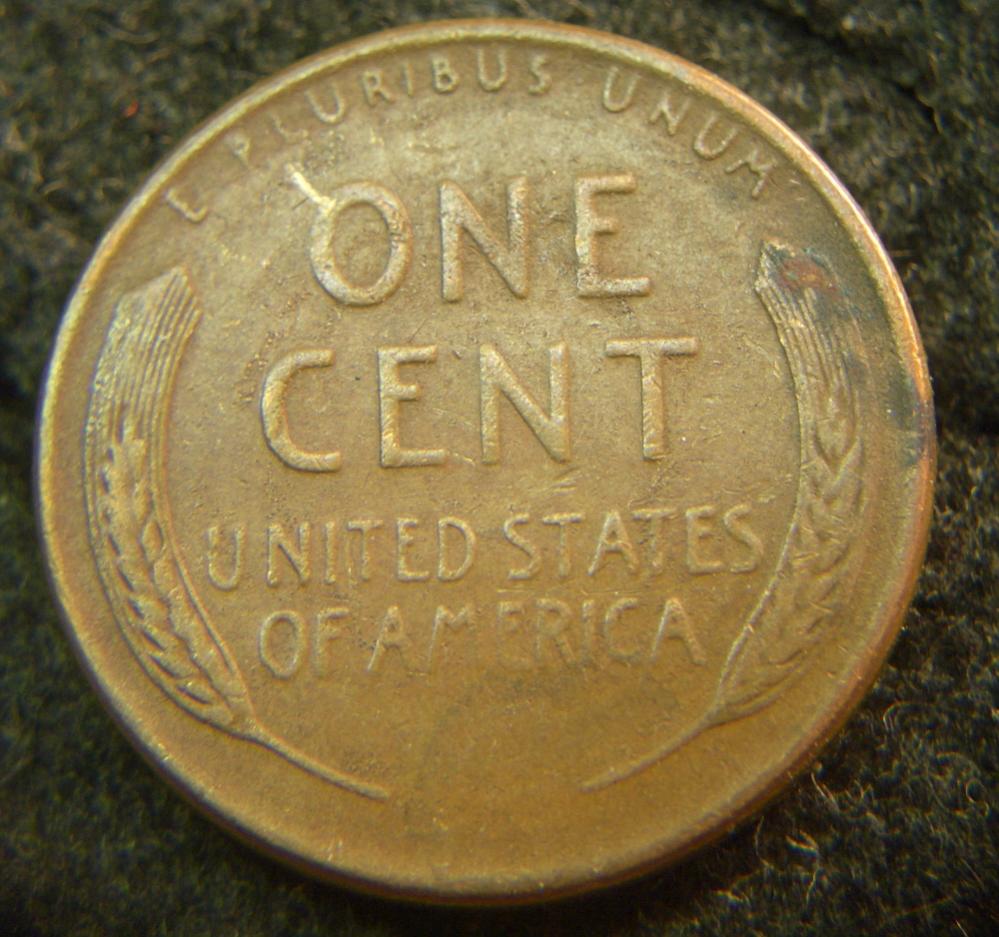 E PLURIBUS UNUM
ONE
CENT
UNITED STATES
OF AMERICA